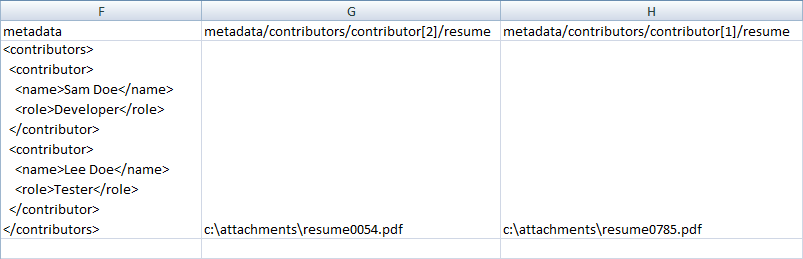 F G H
metadata metadata/contributors/contributor[2]/resume metadata/contributors/contributor[1]/resume
<contributors>
<contributor>
<name>Sam Doe</name>
<role>Developer</role>
</contributor>
<contributor>
<name>Lee Doe</name>
<role>Tester</role>
</contributor>
</contributors> c:\attachments\resume0054.pdf c:\attachments\resume0785.pdf